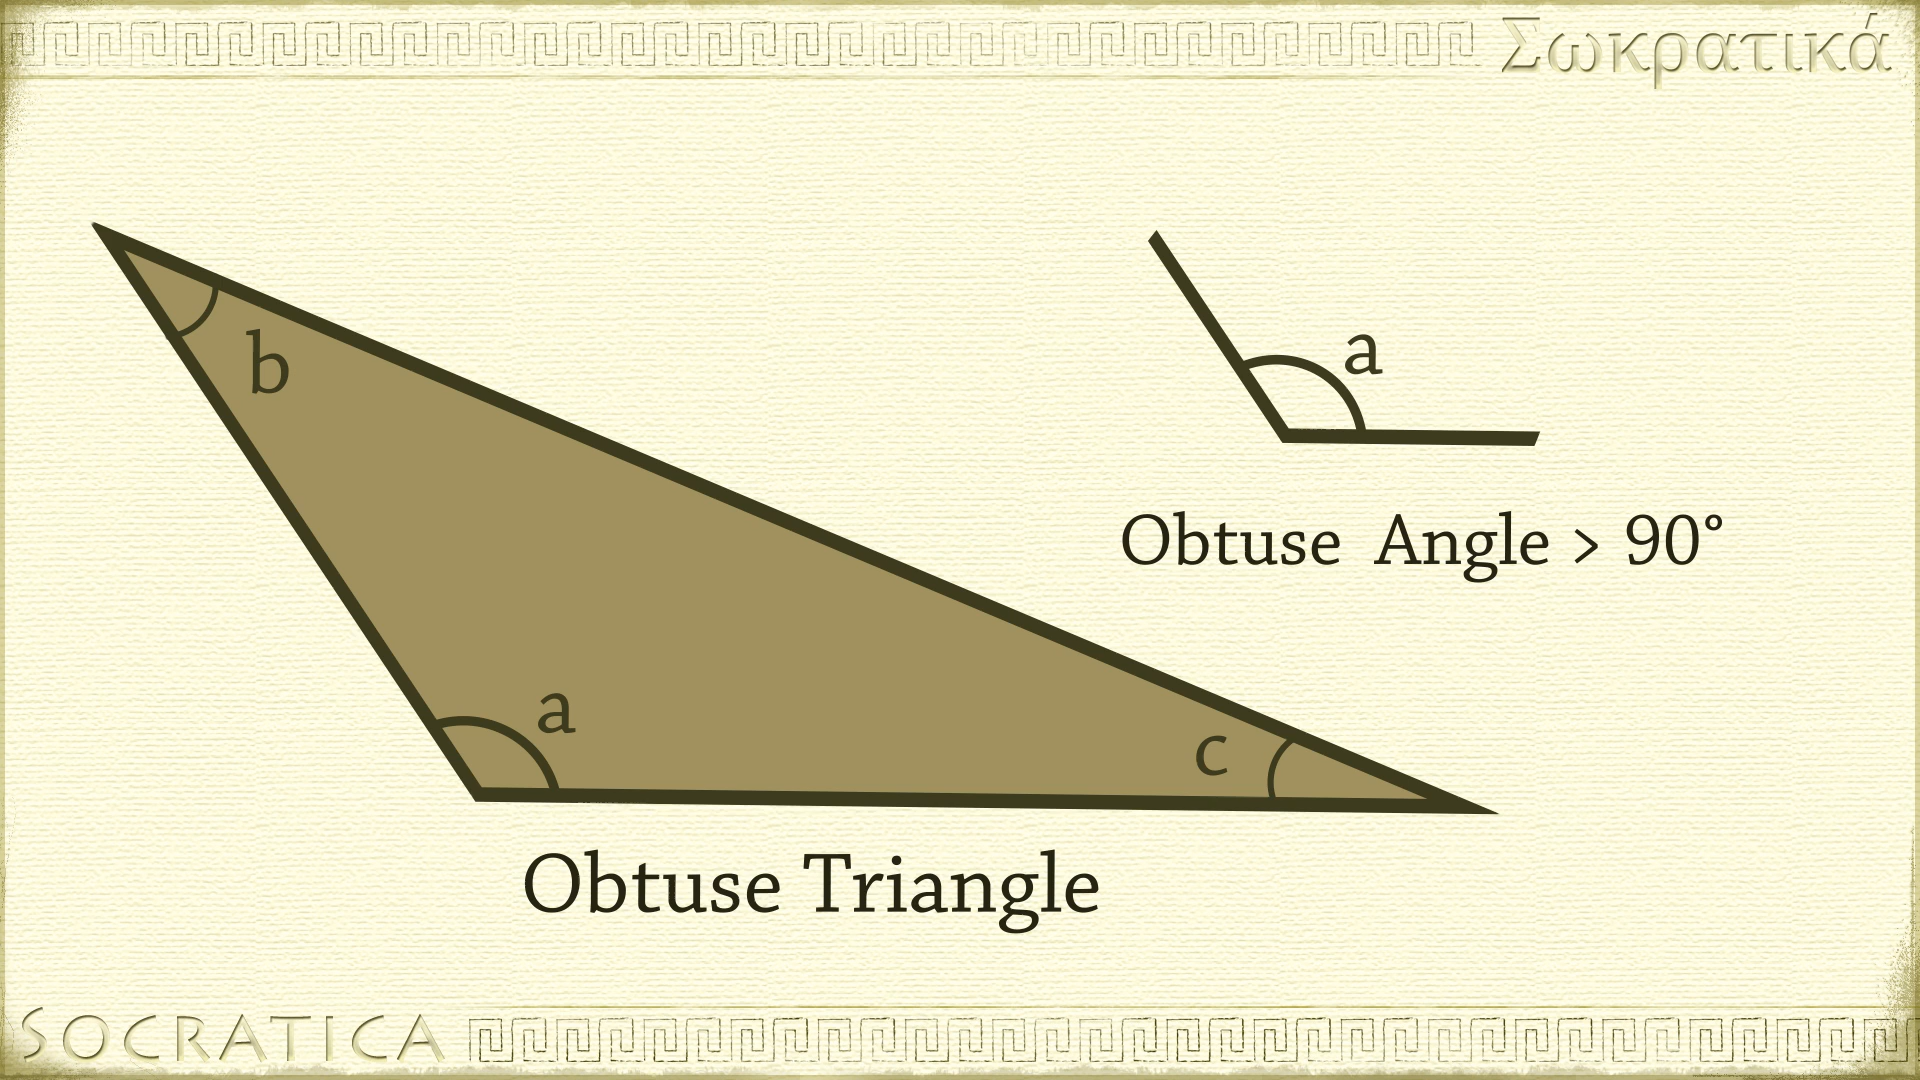 Σωκρατικά
b
a
Obtuse Angle > 90°
a
c
Obtuse Triangle
SOCRATICA